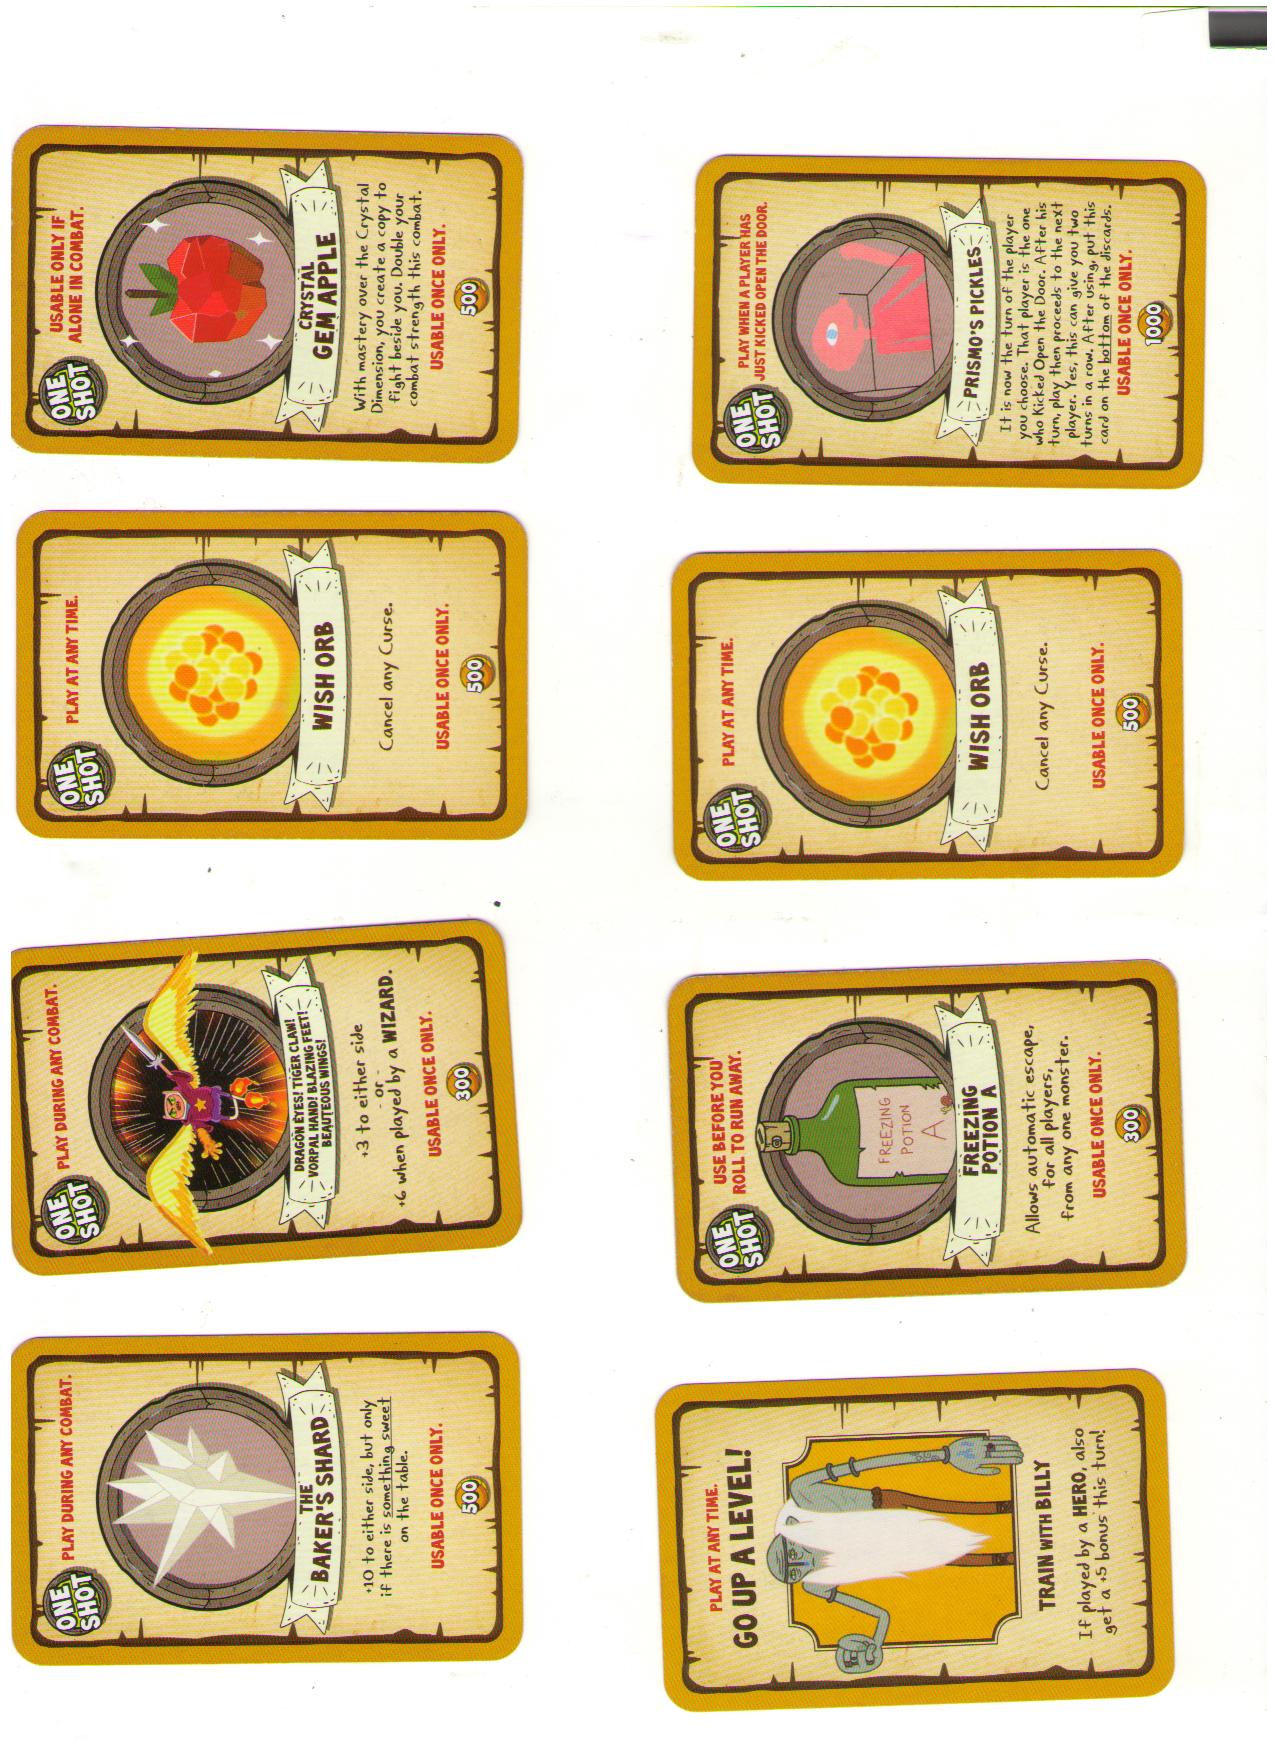 ONE
SHOT
USABLE ONLY IF
ALONE IN COMBAT.
CRYSTAL
GEM APPLE
With mastery over the Crystal
Dimension, you create a copy to
fight beside you. Double your
combat strength this combat.
USABLE ONCE ONLY.
500
ONE
SHOT
PLAY WHEN A PLAYER HAS
JUST KICKED OPEN THE DOOR.
PRISMO'S PICKLES
It is now the turn of the player
you choose. That player is the one
who Kicked Open the Door. After his
turn, play then proceeds to the next
player. Yes, this can give you two
turns in a row. After using, put this
card on the bottom of the discards.
USABLE ONCE ONLY.
1000
ONE
SHOT
PLAY AT ANY TIME.
WISH ORB
Cancel any Curse.
USABLE ONCE ONLY.
500
ONE
SHOT
PLAY AT ANY TIME.
WISH ORB
Cancel any Curse.
USABLE ONCE ONLY.
500
ONE
SHOT
PLAY DURING ANY COMBAT.
DRAGON EYES! TIGER CLAW!
VORPAL HAND! BLAZING FEET!
BEAUTEOUS WINGS!
+3 to either side
- or -
+6 when played by a WIZARD.
USABLE ONCE ONLY.
300
ONE
SHOT
USE BEFORE YOU
ROLL TO RUN AWAY.
FREEZING
POTION
A
FREEZING
POTION A
Allows automatic escape,
for all players,
from any one monster.
USABLE ONCE ONLY.
300
ONE
SHOT
PLAY DURING ANY COMBAT.
THE
BAKER'S SHARD
+10 to either side, but only
if there is something sweet
on the table.
USABLE ONCE ONLY.
500
PLAY AT ANY TIME.
GO UP A LEVEL!
TRAIN WITH BILLY
If played by a HERO, also
get a +5 bonus this turn!